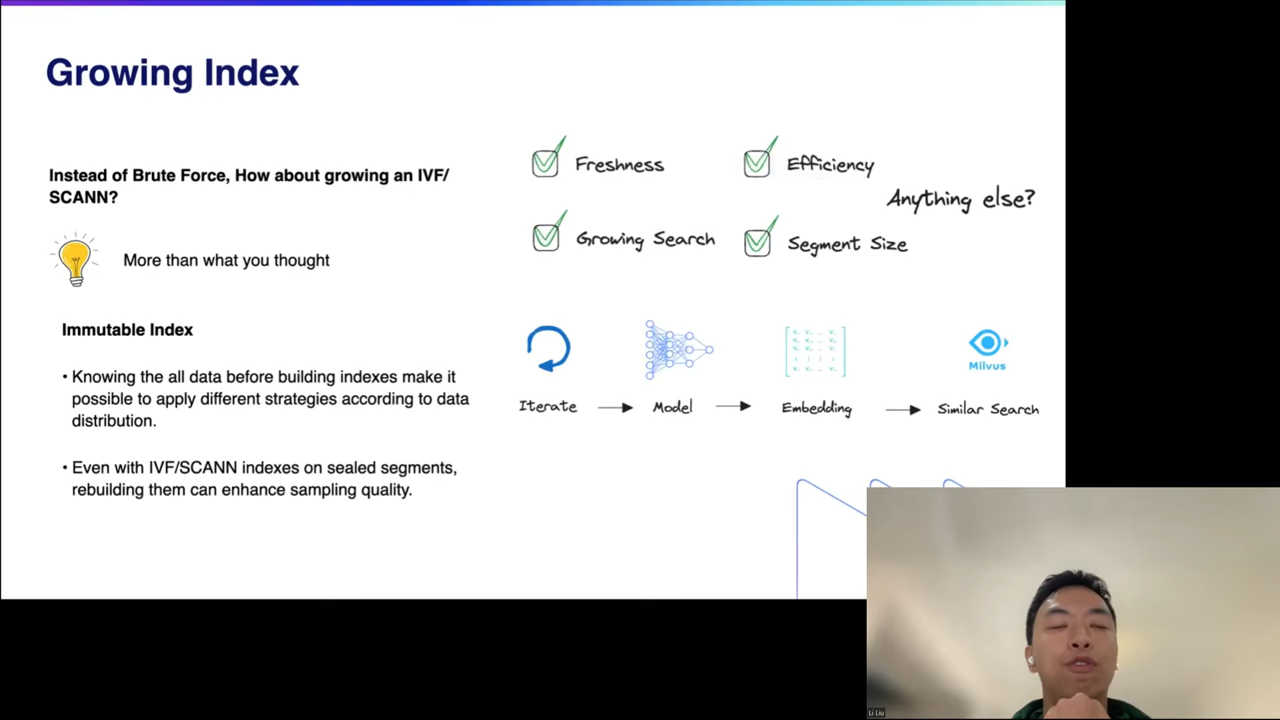 Growing Index
Instead of Brute Force, How about growing an IVF/
SCANN?
More than what you thought
Immutable Index
• Knowing the all data before building indexes make it
possible to apply different strategies according to data
distribution.
• Even with IVF/SCANN indexes on sealed segments,
rebuilding them can enhance sampling quality.
Freshness
Efficiency
Anything else?
Growing Search
Segment Size
Milvus
Iterate
Model
Embedding
Similar Search
Li Liu